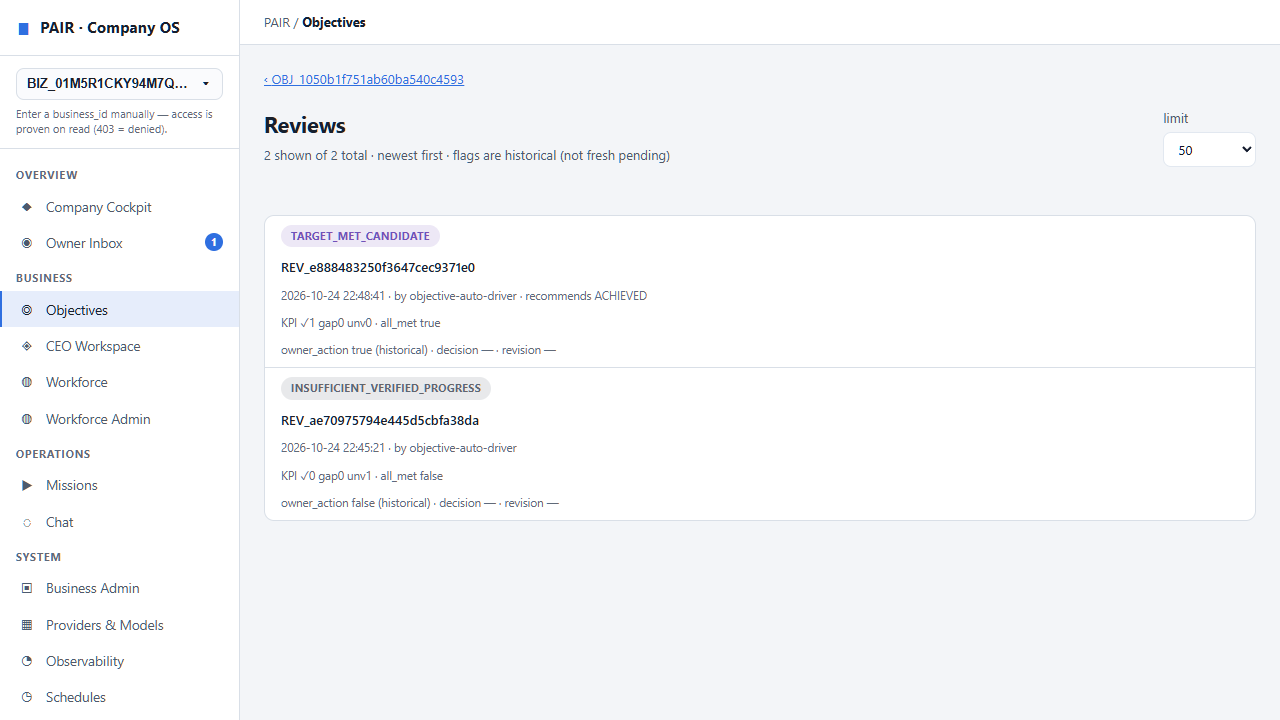 PAIR · Company OS
BIZ_01M5R1CKY94M7Q...
Enter a business_id manually — access is
proven on read (403 = denied).
OVERVIEW
Company Cockpit
Owner Inbox
1
BUSINESS
Objectives
CEO Workspace
Workforce
Workforce Admin
OPERATIONS
Missions
Chat
SYSTEM
Business Admin
Providers & Models
Observability
Schedules
PAIR / Objectives
‹ OBJ_1050b1f751ab60ba540c4593
Reviews
2 shown of 2 total · newest first · flags are historical (not fresh pending)
limit
50
TARGET_MET_CANDIDATE
REV_e888483250f3647cec9371e0
2026-10-24 22:48:41 · by objective-auto-driver · recommends ACHIEVED
KPI ✓1 gap0 unv0 · all_met true
owner_action true (historical) · decision — · revision —
INSUFFICIENT_VERIFIED_PROGRESS
REV_ae70975794e445d5cbfa38da
2026-10-24 22:45:21 · by objective-auto-driver
KPI ✓0 gap0 unv1 · all_met false
owner_action false (historical) · decision — · revision —